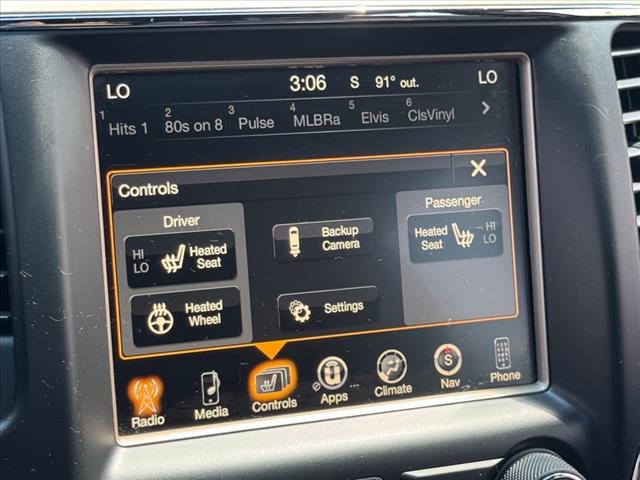 LO 3:06 S 91° out. LO
1 Hits 1 2 80s on 8 3 Pulse 4 MLBRa 5 Elvis 6 ClsVinyl
Controls
Driver
Passenger
HI
LO
Heated
Seat
Backup
Camera
Heated
Seat
HI
LO
Heated
Wheel
Settings
Radio Media Controls Apps Climate Nav Phone
S